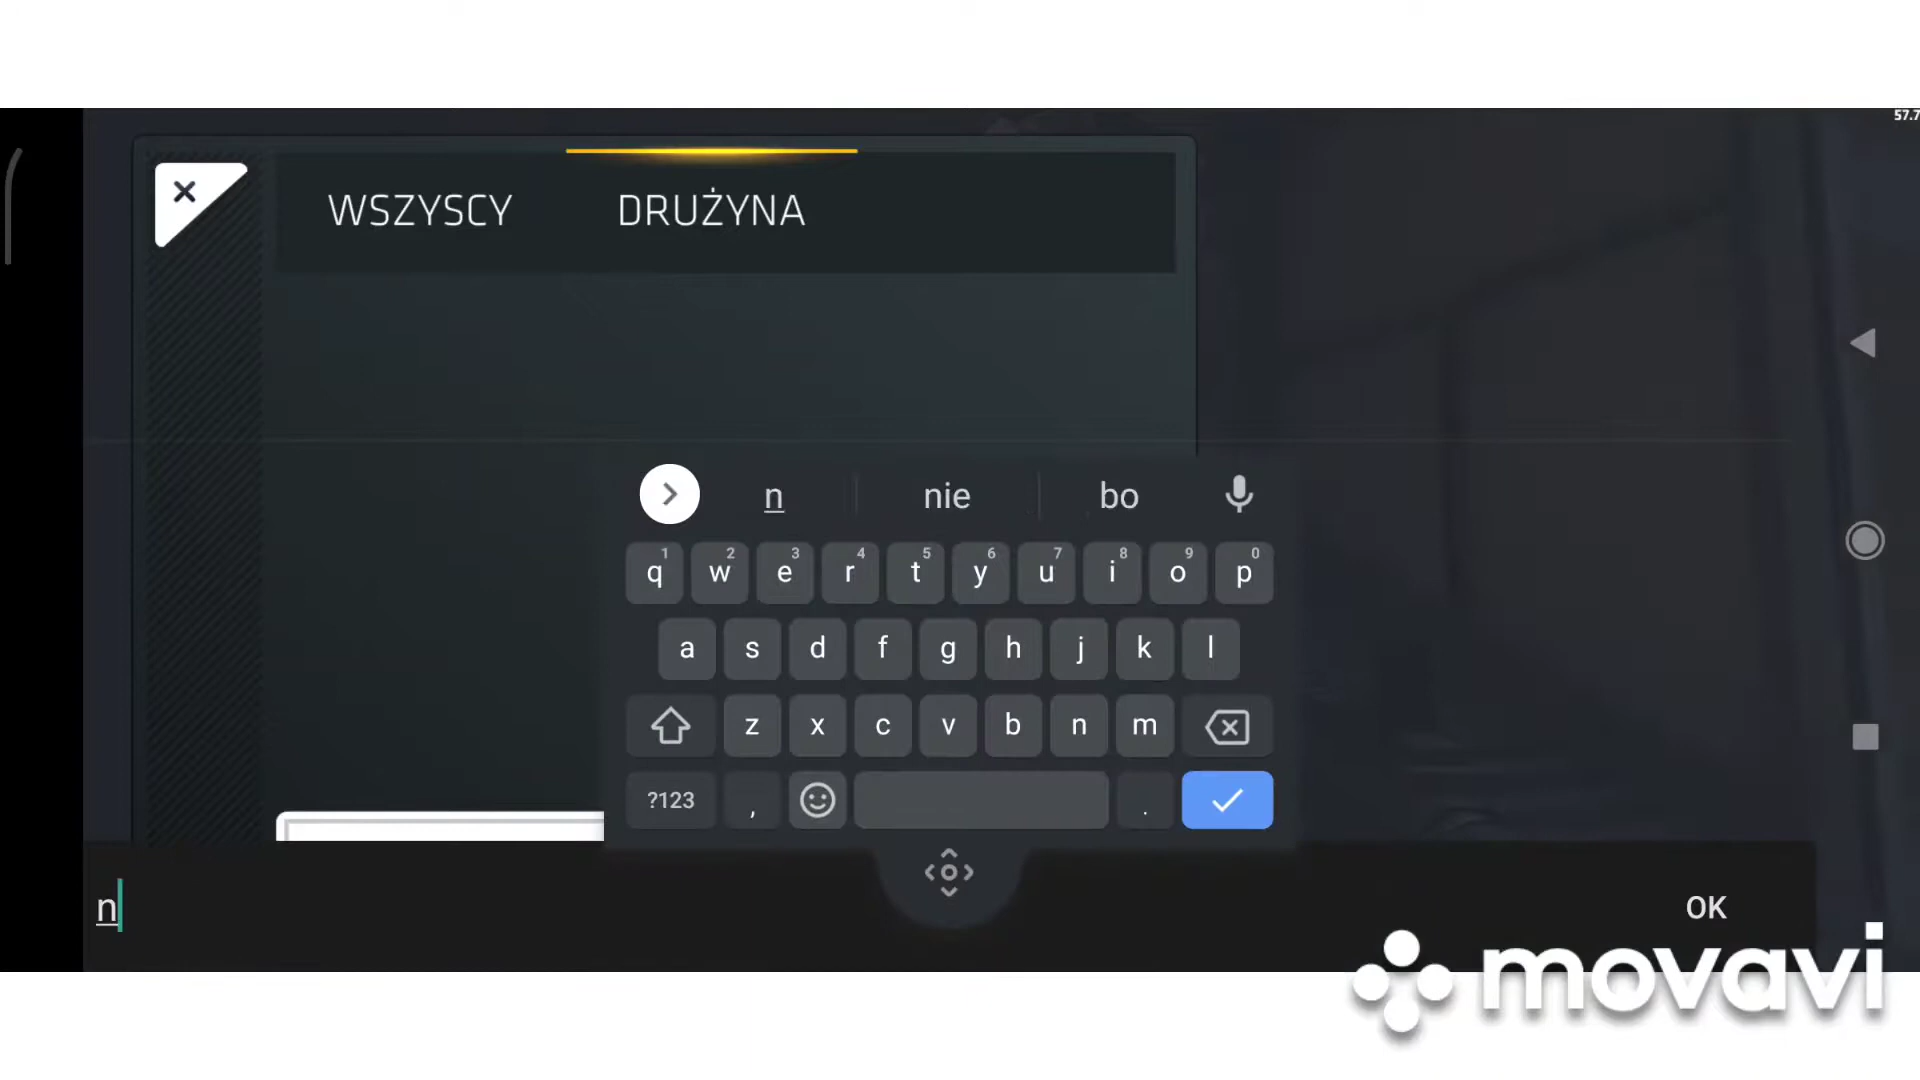 57.7
WSZYSCY DRUŻYNA
n nie bo
1 2 3 4 5 6 7 8 9 0
q w e r t y u i o p
a s d f g h j k l
z x c v b n m
?123 , .
n
OK
movavi